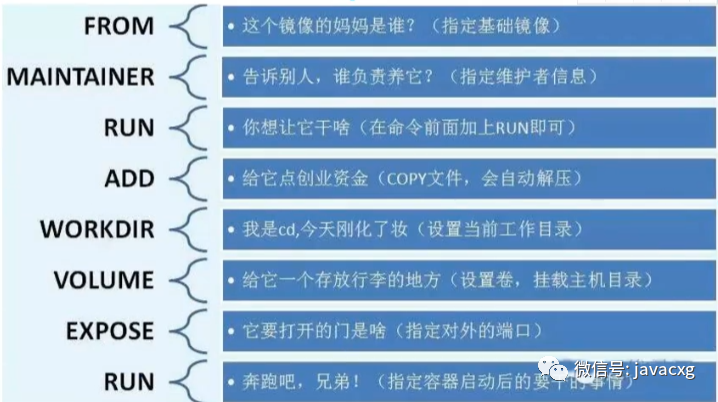 FROM
• 这个镜像的妈妈是谁？（指定基础镜像）
MAINTAINER
• 告诉别人，谁负责养它？（指定维护者信息）
RUN
• 你想让它干啥（在命令前面加上RUN即可）
ADD
• 给它点创业资金（COPY文件，会自动解压）
WORKDIR
• 我是cd,今天刚化了妆（设置当前工作目录）
VOLUME
• 给它一个存放行李的地方（设置卷，挂载主机目录）
EXPOSE
• 它要打开的门是啥（指定对外的端口）
RUN
• 奔跑吧，兄弟！（指定容器启动后的要干的事情）
微信号: javacxg